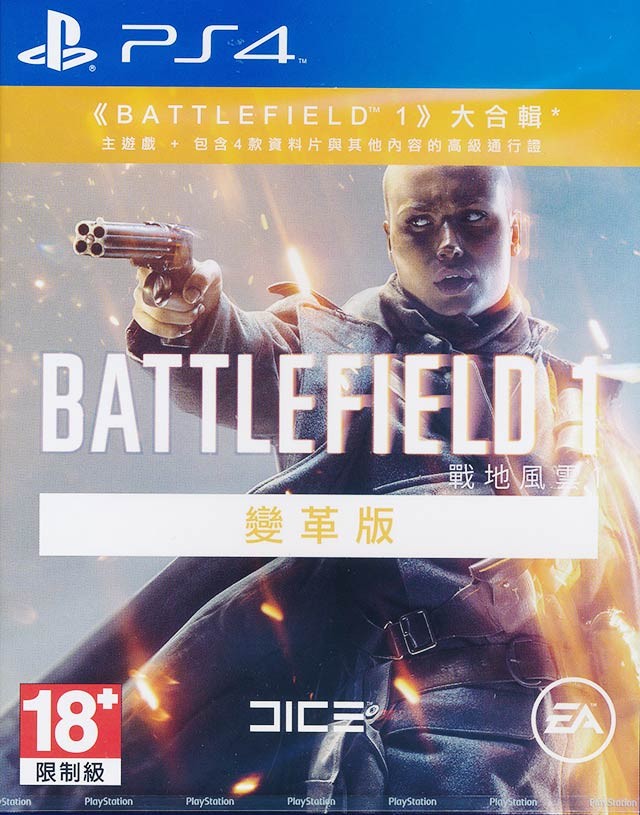 PS4™
《BATTLEFIELD™ 1》大合輯*
主遊戲 + 包含4款資料片與其他內容的高級通行證
BATTLEFIELD 1™
戰地風雲 1
變革版
18+
限制級
DICE
EA
PlayStation PlayStation PlayStation PlayStation PlayStation PlayStation PlayStation